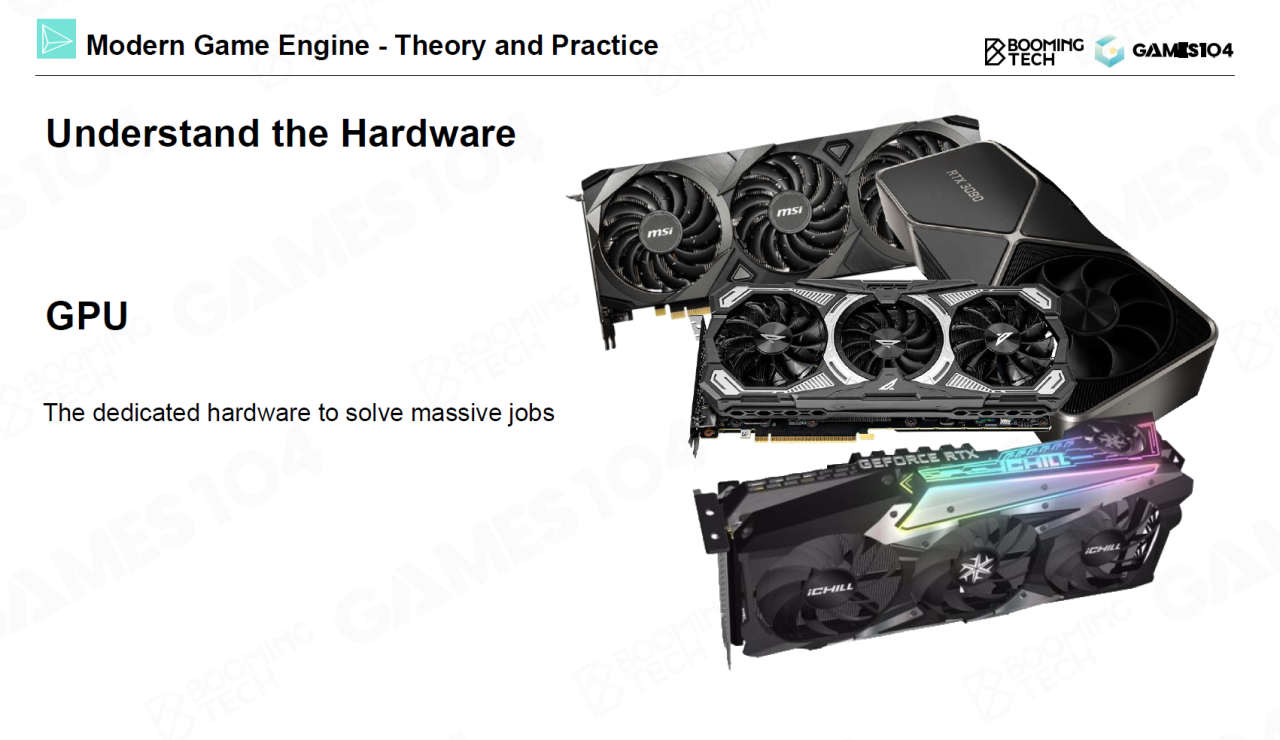 Modern Game Engine - Theory and Practice
BOOMING
TECH
GAMES104
Understand the Hardware
GPU
The dedicated hardware to solve massive jobs
msi
msi
RTX 3090
GEFORCE RTX
iCHILL
iCHILL
iCHILL